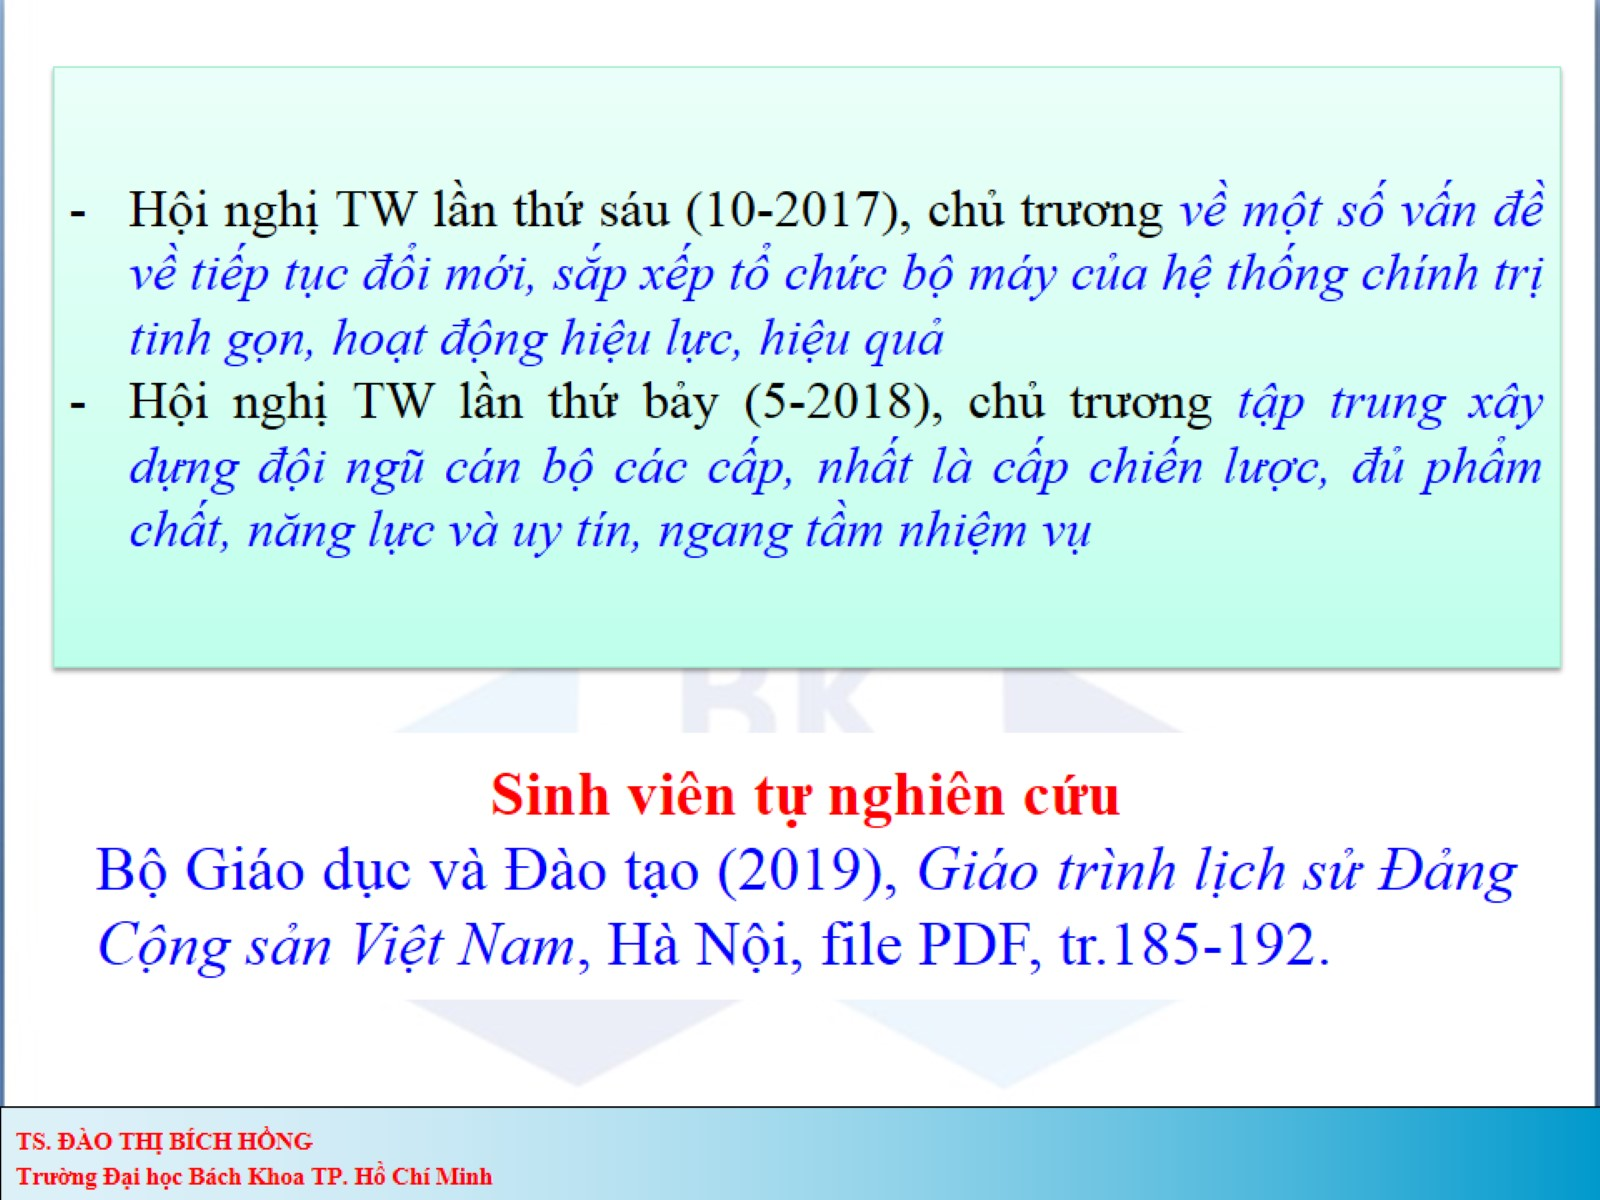 - Hội nghị TW lần thứ sáu (10-2017), chủ trương về một số vấn đề
về tiếp tục đổi mới, sắp xếp tổ chức bộ máy của hệ thống chính trị
tinh gọn, hoạt động hiệu lực, hiệu quả
- Hội nghị TW lần thứ bảy (5-2018), chủ trương tập trung xây
dựng đội ngũ cán bộ các cấp, nhất là cấp chiến lược, đủ phẩm
chất, năng lực và uy tín, ngang tầm nhiệm vụ
BK
Sinh viên tự nghiên cứu
Bộ Giáo dục và Đào tạo (2019), Giáo trình lịch sử Đảng
Cộng sản Việt Nam, Hà Nội, file PDF, tr.185-192.
TS. ĐÀO THỊ BÍCH HỒNG
Trường Đại học Bách Khoa TP. Hồ Chí Minh